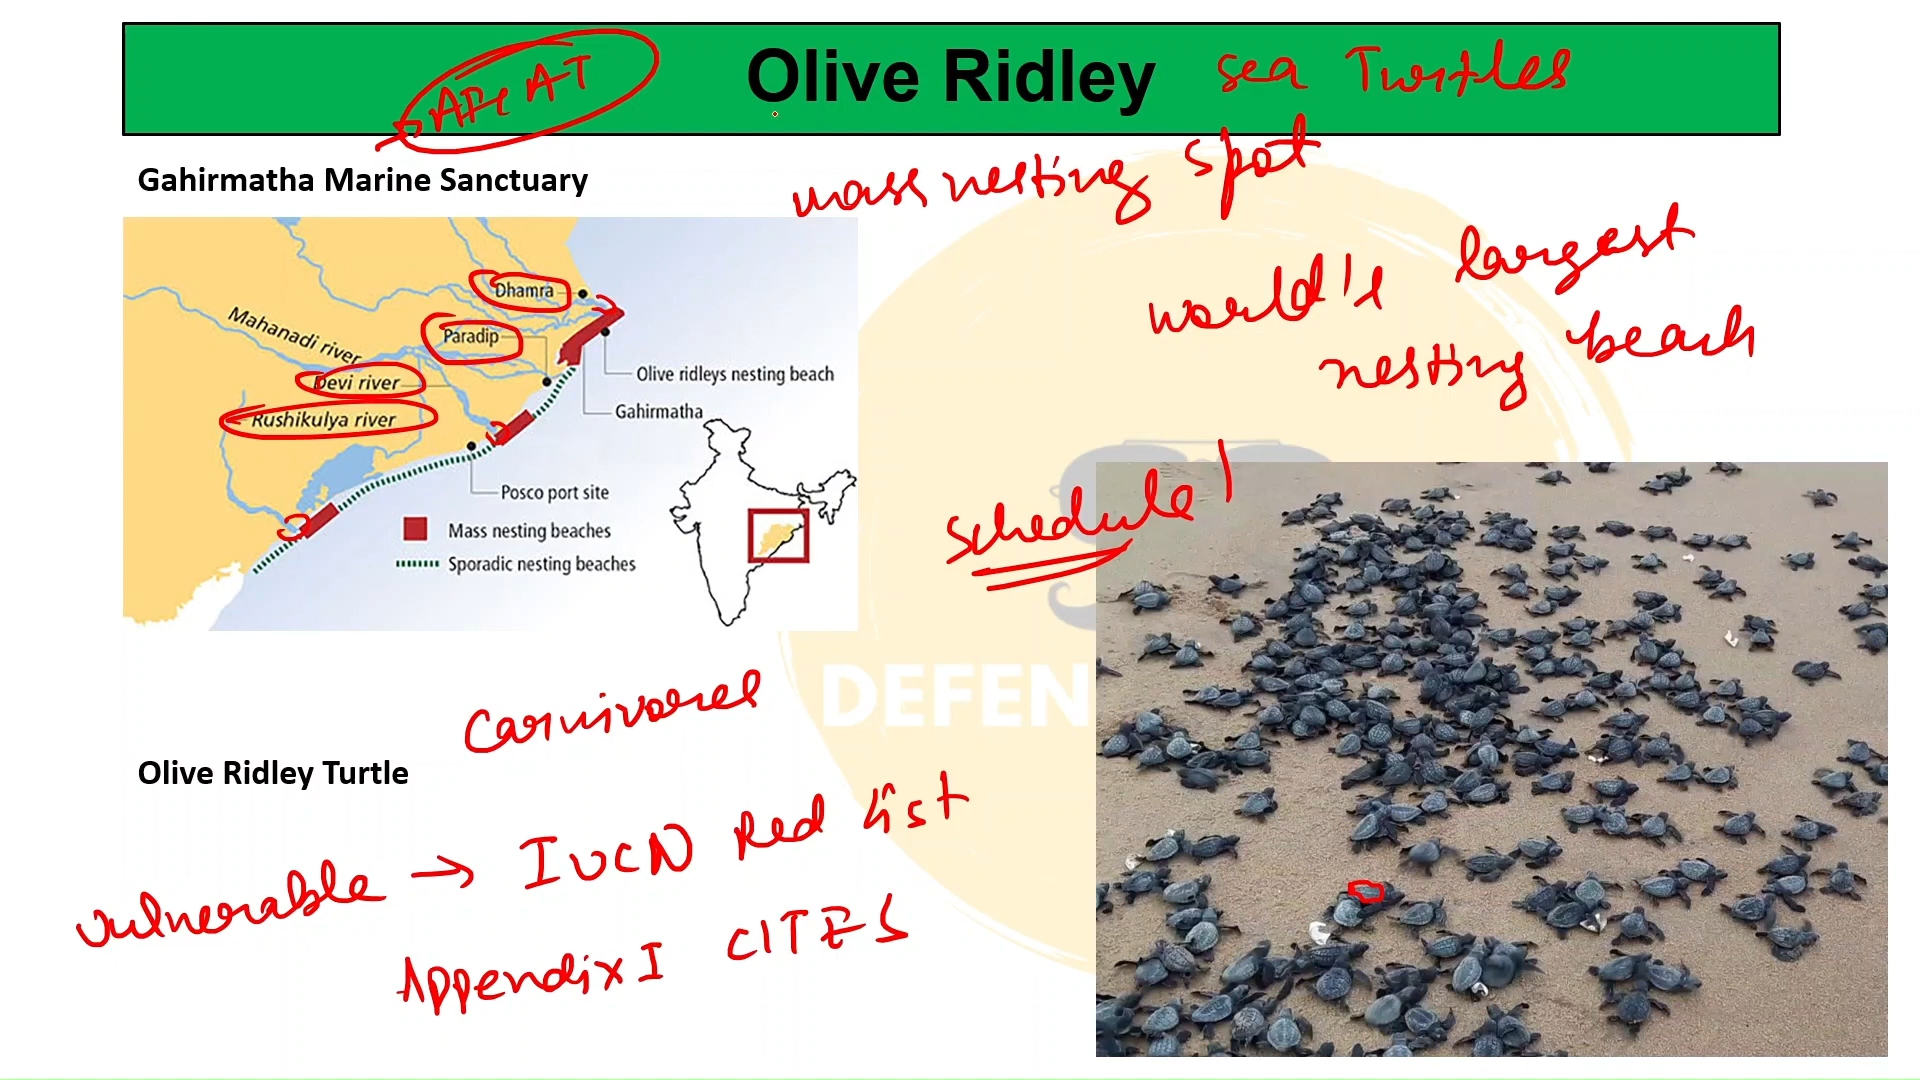 Olive Ridley sea Turtles
Gahirmatha Marine Sanctuary
mass nesting spot
world's largest
nesting beach
Dhamra
Paradip
Mahanadi river
Devi river
Rushikulya river
Olive ridleys nesting beach
Gahirmatha
Posco port site
Mass nesting beaches
Sporadic nesting beaches
Schedule 1
DEFEN
Carnivores
Olive Ridley Turtle
Vulnerable → IUCN Red list
Appendix I CITES